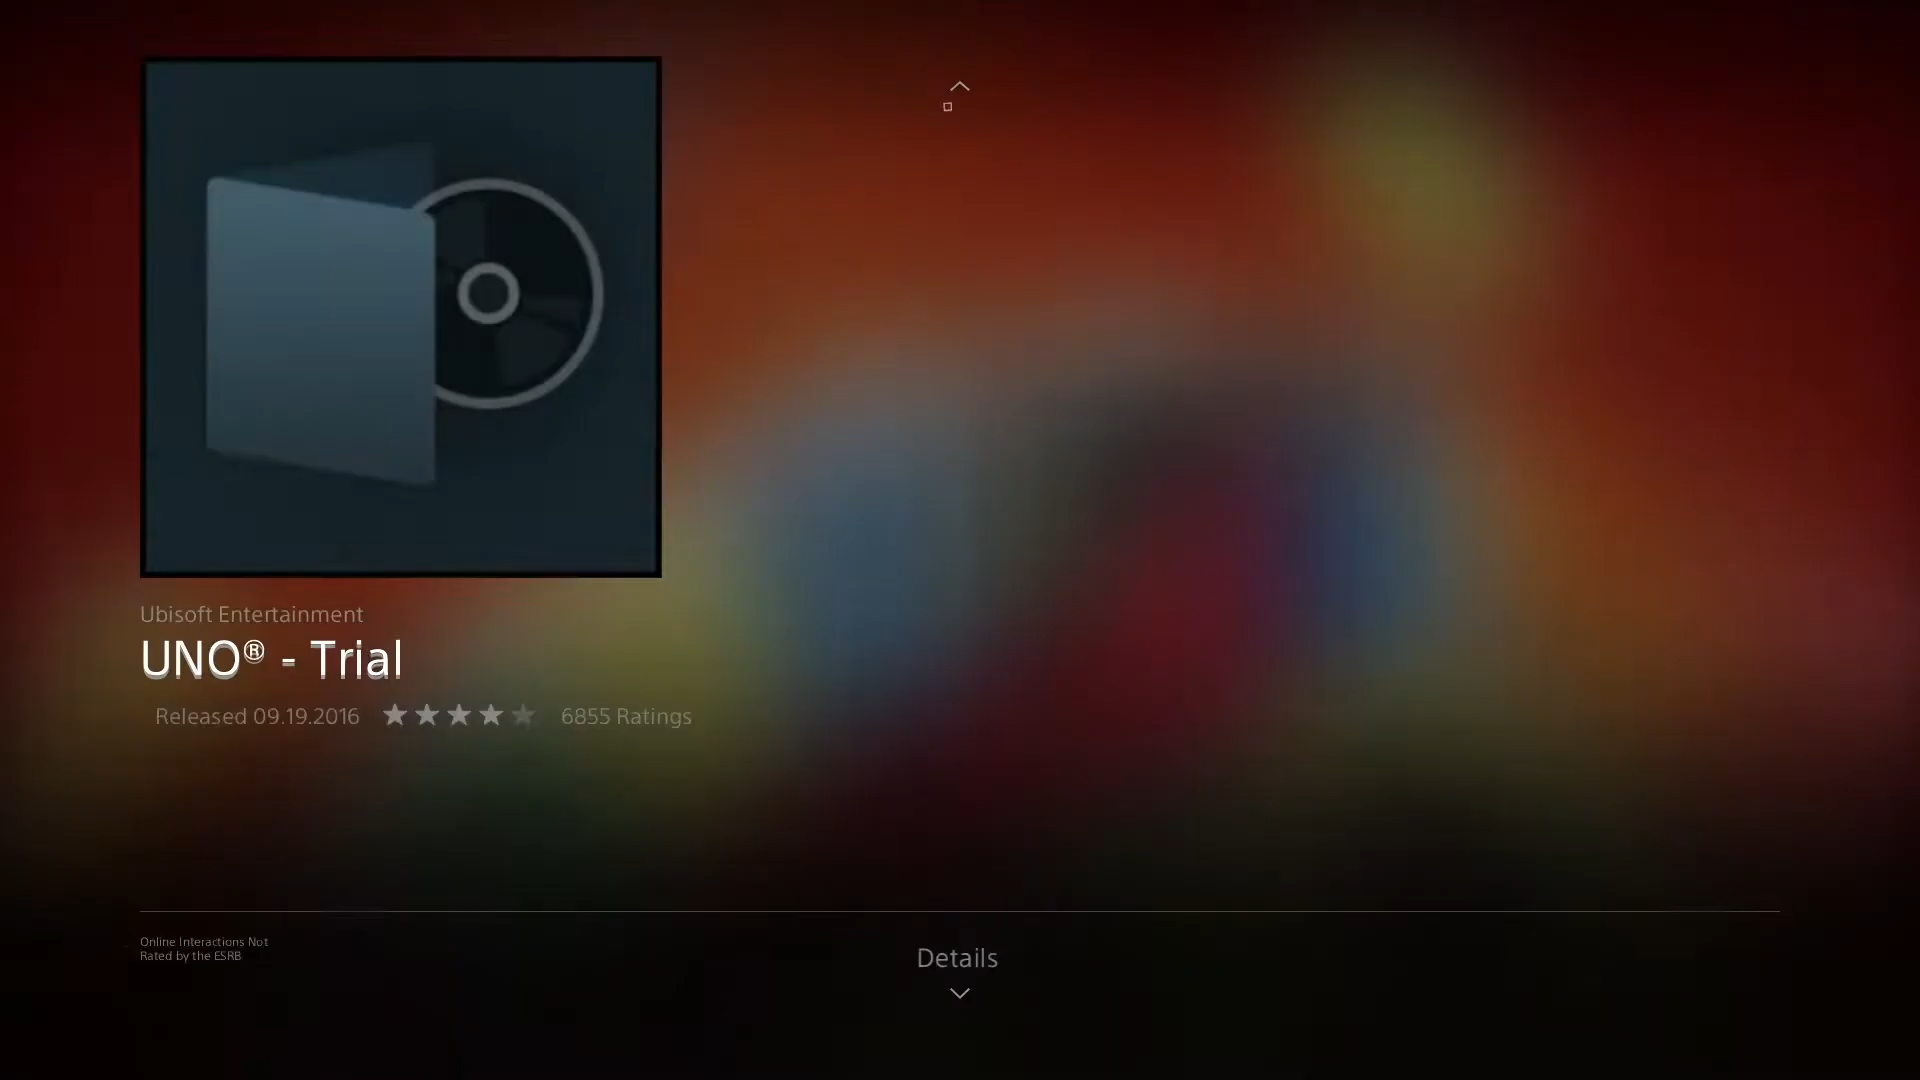 Ubisoft Entertainment
UNO® - Trial
Released 09.19.2016 6855 Ratings
Online Interactions Not
Rated by the ESRB
Details